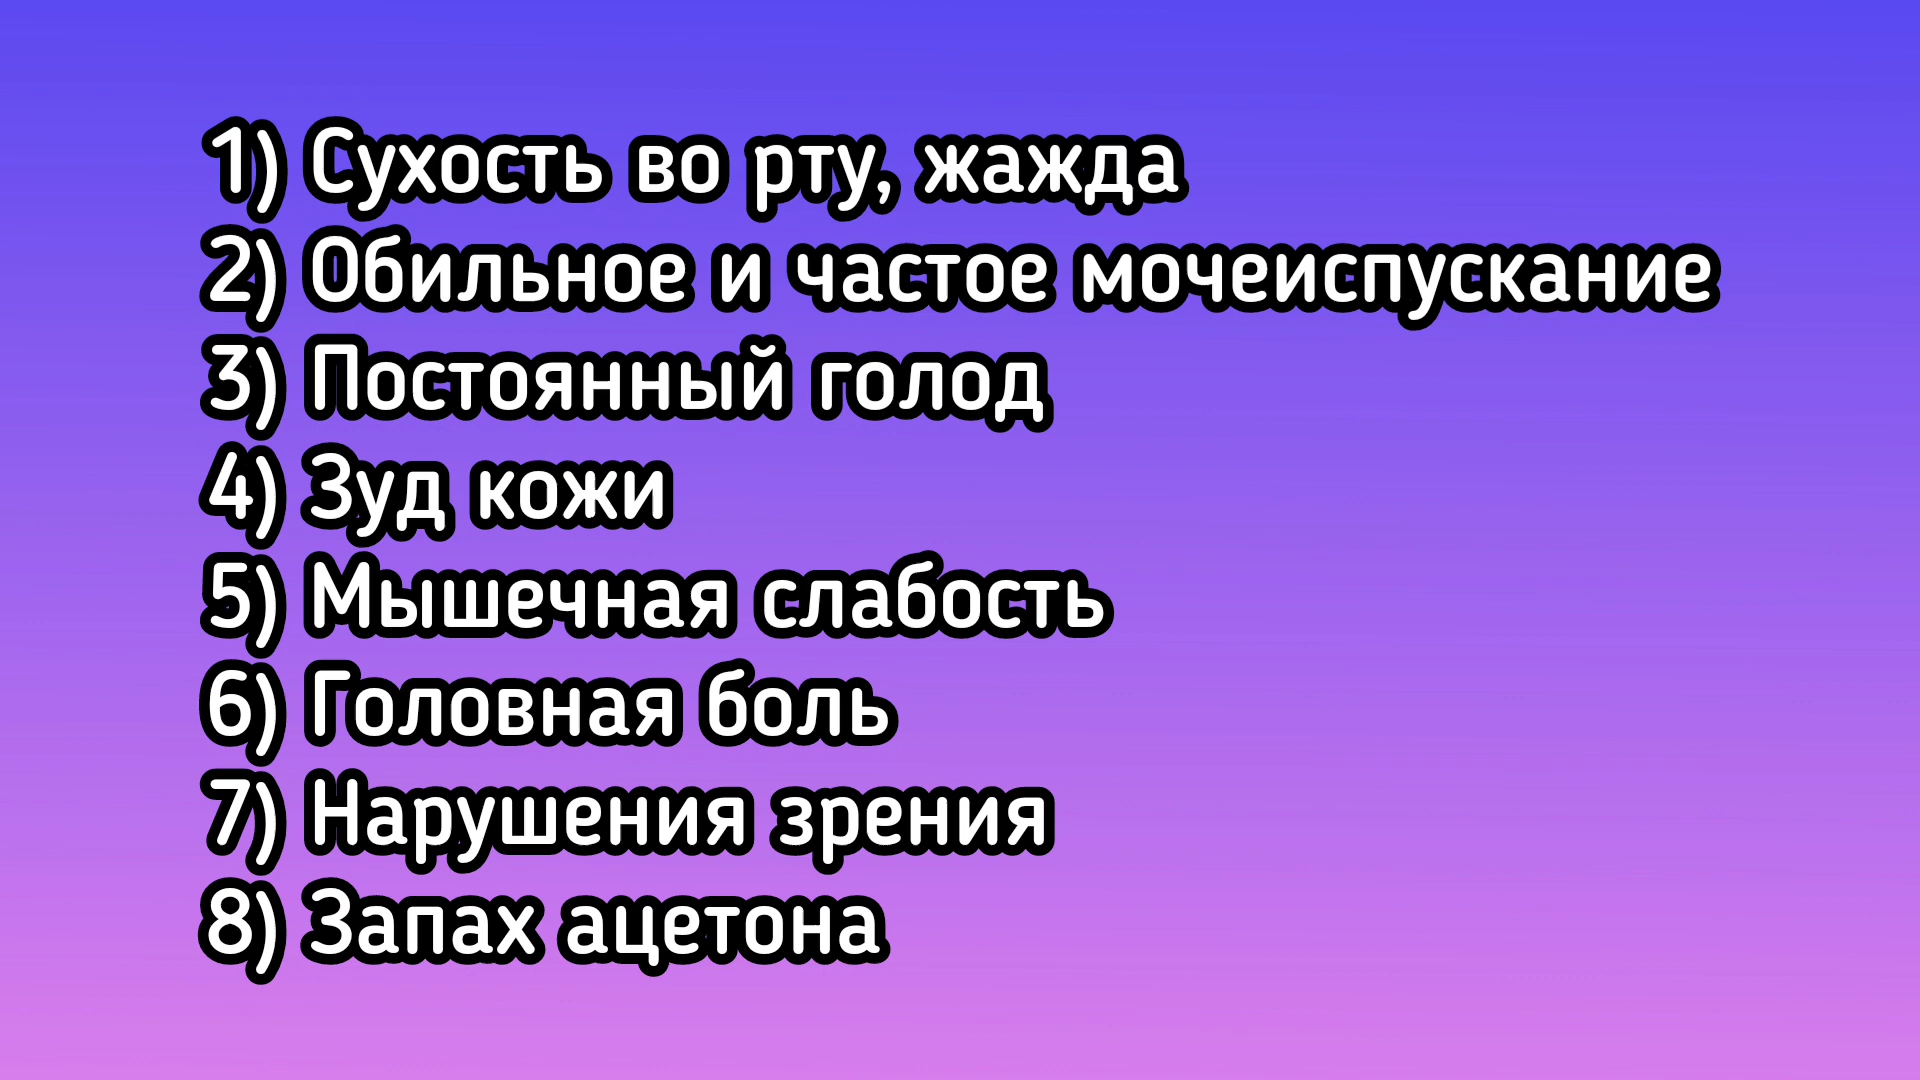 1) Сухость во рту, жажда
2) Обильное и частое мочеиспускание
3) Постоянный голод
4) Зуд кожи
5) Мышечная слабость
6) Головная боль
7) Нарушения зрения
8) Запах ацетона